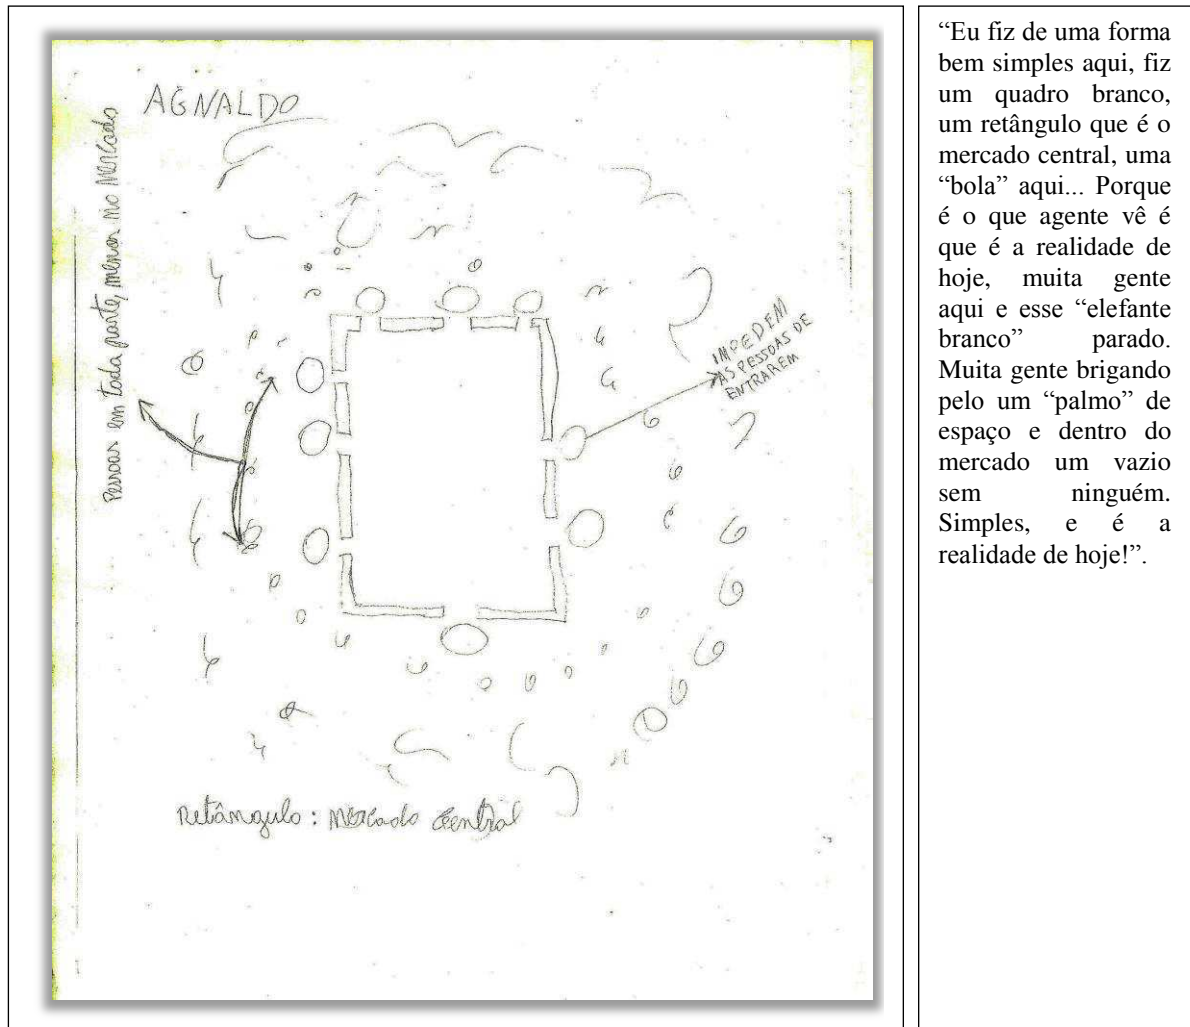 AGNALDO
Pessoas em toda parte, menos no Mercado
IMPEDEM
AS PESSOAS DE
ENTRAREM
Retângulo: Mercado Central
“Eu fiz de uma forma
bem simples aqui, fiz
um quadro branco,
um retângulo que é o
mercado central, uma
“bola” aqui... Porque
é o que agente vê é
que é a realidade de
hoje, muita gente
aqui e esse “elefante
branco” parado.
Muita gente brigando
pelo um “palmo” de
espaço e dentro do
mercado um vazio
sem ninguém.
Simples, e é a
realidade de hoje!”.